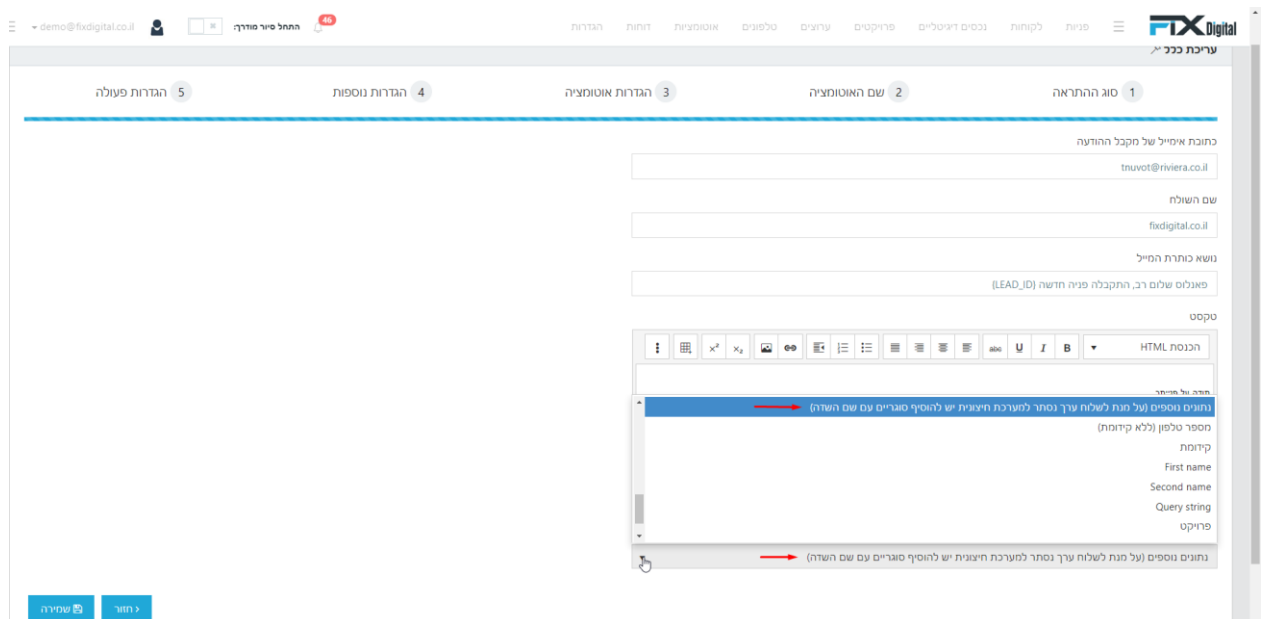 FIX Digital
פניות
לקוחות
נכסים דיגיטליים
פרויקטים
ערוצים
טלפונים
אוטומציות
דוחות
הגדרות
46
התחל סיור מודרך:
demo@fixdigital.co.il
עריכת ככל
1 סוג ההתראה
2 שם האוטומציה
3 הגדרות אוטומציה
4 הגדרות נוספות
5 הגדרות פעולה
כתובת אימייל של מקבל ההודעה
tnuvot@riviera.co.il
שם השולח
fixdigital.co.il
נושא כותרת המייל
פאנלוס שלום רב, התקבלה פניה חדשה {LEAD_ID}
טקסט
הכנסת HTML
B I U abc
x₂ x²
תודה על פנייתך
נתונים נוספים (על מנת לשלוח ערך נסתר למערכת חיצונית יש להוסיף סוגריים עם שם השדה)
מספר טלפון (ללא קידומת)
קידומת
First name
Second name
Query string
פרויקט
נתונים נוספים (על מנת לשלוח ערך נסתר למערכת חיצונית יש להוסיף סוגריים עם שם השדה)
חזור
שמירה